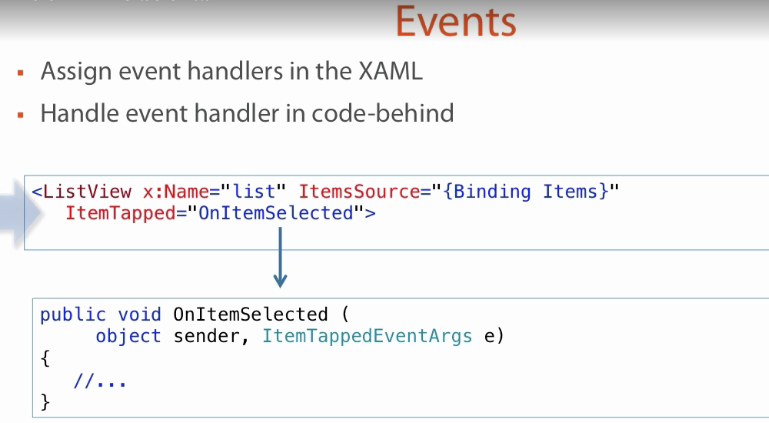 Events
Assign event handlers in the XAML
Handle event handler in code-behind
<ListView x:Name="list" ItemsSource="{Binding Items}"
ItemTapped="OnItemSelected">
public void OnItemSelected (
object sender, ItemTappedEventArgs e)
{
//...
}